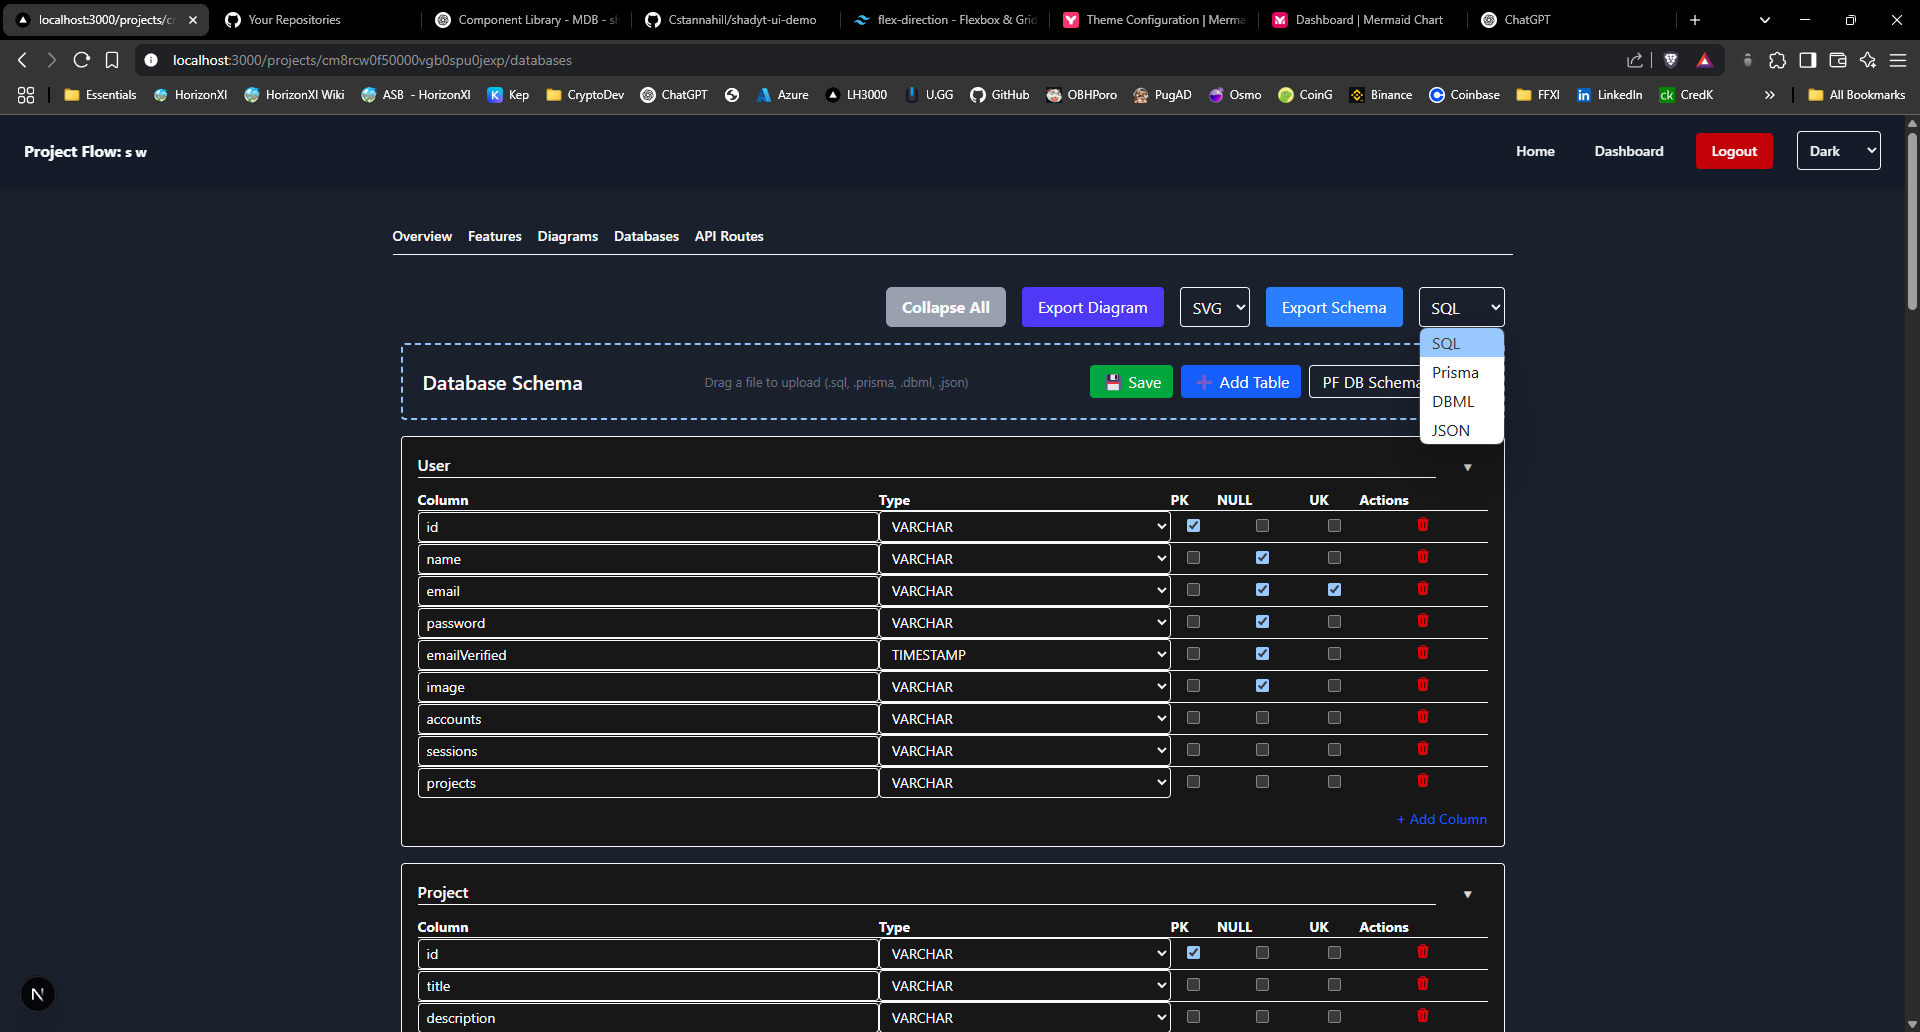 localhost:3000/projects/c
Your Repositories
Component Library - MDB - sh
Cstannahill/shadyt-ui-demo
flex-direction - Flexbox & Grid
Theme Configuration | Merma
Dashboard | Mermaid Chart
ChatGPT
localhost:3000/projects/cm8rcw0f50000vgb0spu0jexp/databases
Essentials
HorizonXI
HorizonXI Wiki
ASB - HorizonXI
Kep
CryptoDev
ChatGPT
Azure
LH3000
U.GG
GitHub
OBHPoro
PugAD
Osmo
CoinG
Binance
Coinbase
FFXI
LinkedIn
ck CredK
All Bookmarks
Project Flow: s w
Home
Dashboard
Logout
Dark
Overview
Features
Diagrams
Databases
API Routes
Collapse All
Export Diagram
SVG
Export Schema
SQL
SQL
Prisma
DBML
JSON
Database Schema
Drag a file to upload (.sql, .prisma, .dbml, .json)
Save
Add Table
PF DB Schema
User
Column Type PK NULL UK Actions
id VARCHAR
name VARCHAR
email VARCHAR
password VARCHAR
emailVerified TIMESTAMP
image VARCHAR
accounts VARCHAR
sessions VARCHAR
projects VARCHAR
+ Add Column
Project
Column Type PK NULL UK Actions
id VARCHAR
title VARCHAR
description VARCHAR
N